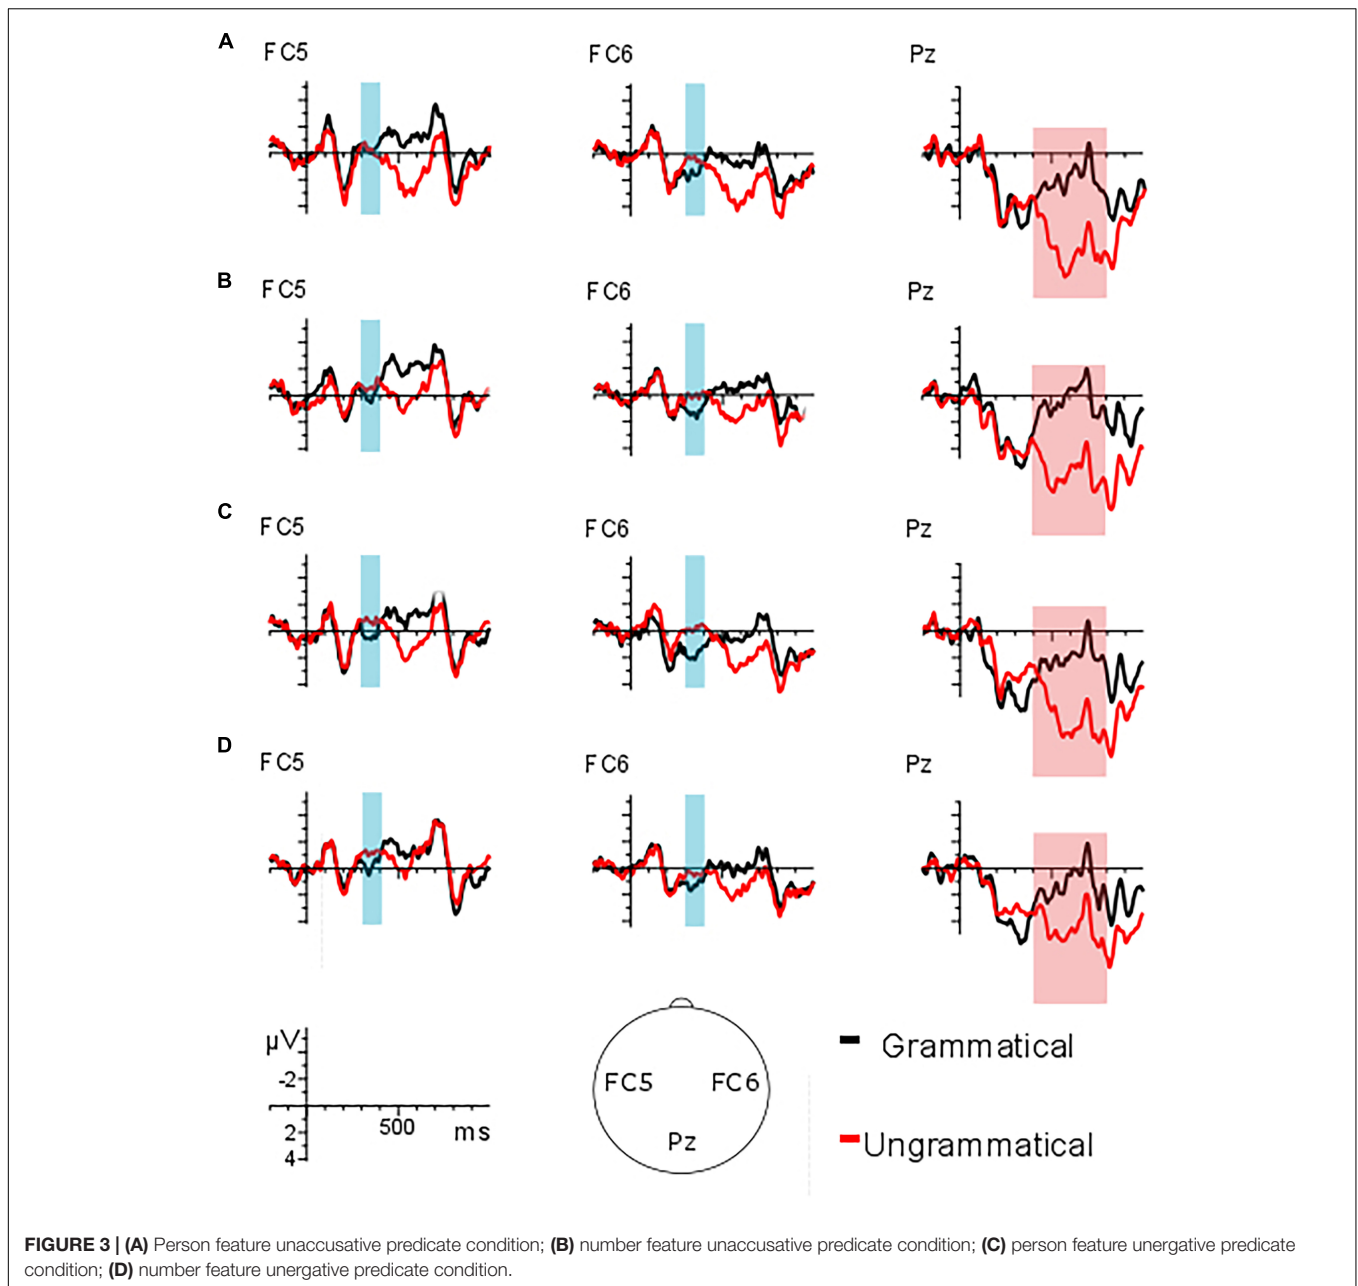 A
FC5 FC6 Pz
B
FC5 FC6 Pz
C
FC5 FC6 Pz
D
FC5 FC6 Pz
µV
-2
500 ms
2
4
FC5 FC6
Pz
Grammatical
Ungrammatical
FIGURE 3 | (A) Person feature unaccusative predicate condition; (B) number feature unaccusative predicate condition; (C) person feature unergative predicate
condition; (D) number feature unergative predicate condition.